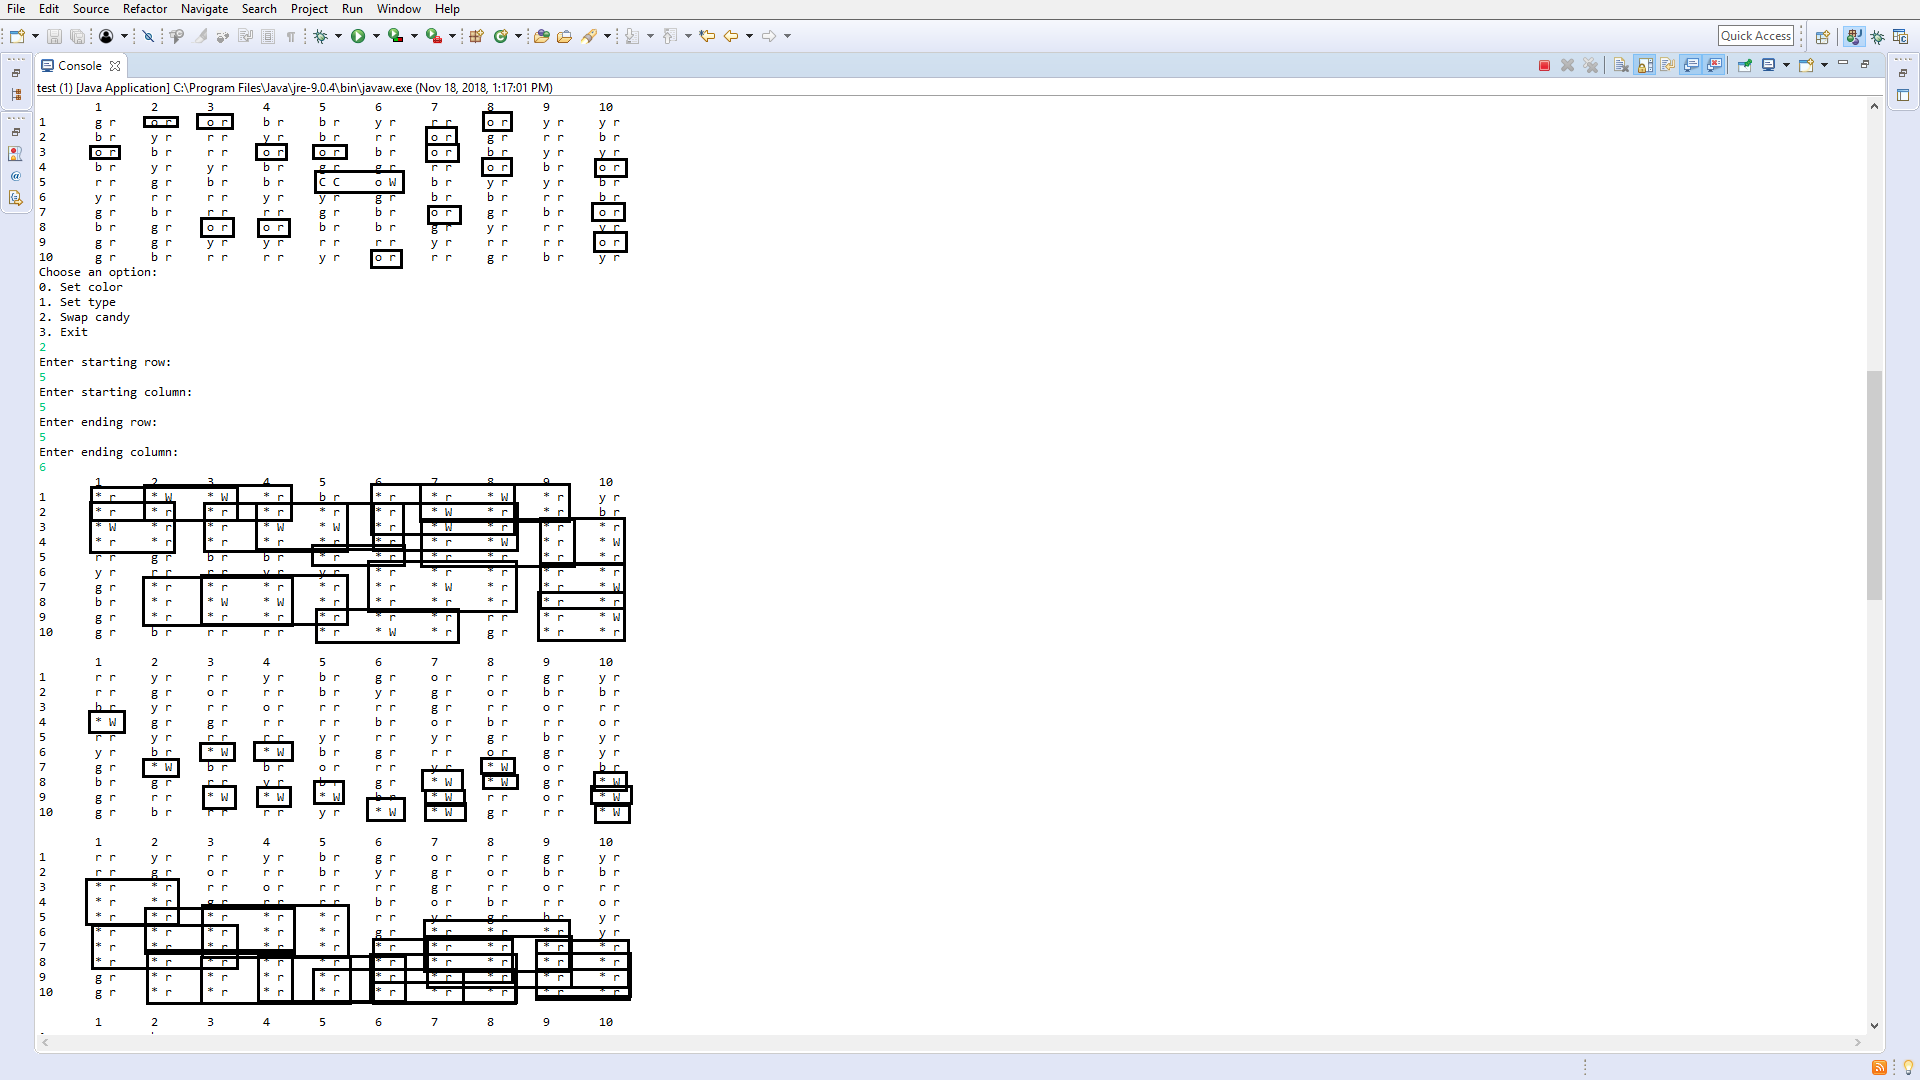 File Edit Source Refactor Navigate Search Project Run Window Help
Quick Access
Console
test (1) [Java Application] C:\Program Files\Java\jre-9.0.4\bin\javaw.exe (Nov 18, 2018, 1:17:01 PM)
1 2 3 4 5 6 7 8 9 10
1 g r o r o r b r b r y r r r o r y r y r
2 b r y r r r y r r r r r o r g r r r b r
3 o r b r r r o r o r b r o r b r y r y r
4 b r y r y r b r g r g r r r o r b r o r
5 r r g r b r b r C C o W b r y r y r b r
6 y r r r r r r r y r g r b r b r r r b r
7 g r b r r r r r g r b r o r g r b r o r
8 b r g r o r o r b r b r g r y r r r y r
9 g r g r y r y r r r r r y r r r r r o r
10 g r b r r r r r y r o r r r g r b r y r
Choose an option:
0. Set color
1. Set type
2. Swap candy
3. Exit
2
Enter starting row:
5
Enter starting column:
5
Enter ending row:
5
Enter ending column:
6
1 2 3 4 5 6 7 8 9 10
1 * r * W * W * r b r * r * r * W * r y r
2 * r * r * r * r * r * r * W * r * r b r
3 * W * r * r * W * W * r * W * r * r * r
4 * r * r * r * r * r * r * r * W * r * W
5 r r g r b r b r * r * r * r * r * r * r
6 y r r r r r y r y r * r * r * r * r * r
7 g r * r * r * r * r * r * W * r * r * W
8 b r * r * W * W * r * r * r * r * r * r
9 g r * r * r * r * r * r * r r r * r * W
10 g r b r r r r r * r * W * r g r * r * r
1 2 3 4 5 6 7 8 9 10
1 r r y r r r y r b r g r o r r r g r y r
2 r r g r o r r r b r y r g r o r b r b r
3 b r y r r r o r r r r r g r r r o r r r
4 * W g r g r r r r r b r o r b r r r o r
5 r r y r r r r r y r r r y r g r b r y r
6 y r b r * W * W b r g r r r o r r r y r
7 g r * W b r b r o r r r y r * W o r b r
8 b r g r r r y r b r g r * W * W g r * W
9 g r r r * W * W * W b r * W r r o r * W
10 g r b r r r r r y r * W * W g r r r * W
1 2 3 4 5 6 7 8 9 10
1 r r y r r r y r b r g r o r r r g r y r
2 r r g r o r r r b r y r g r o r b r b r
3 * r * r r r o r r r r r g r r r o r r r
4 * r * r g r r r r r b r o r b r r r o r
5 * r * r * r * r * r r r y r g r b r y r
6 * r * r * r * r * r g r * r * r * r y r
7 * r * r * r * r * r * r * r * r * r * r
8 * r * r * r * r * r * r * r * r * r * r
9 g r * r * r * r * r * r * r * r * r * r
10 g r * r * r * r * r * r * r * r * r * r
1 2 3 4 5 6 7 8 9 10